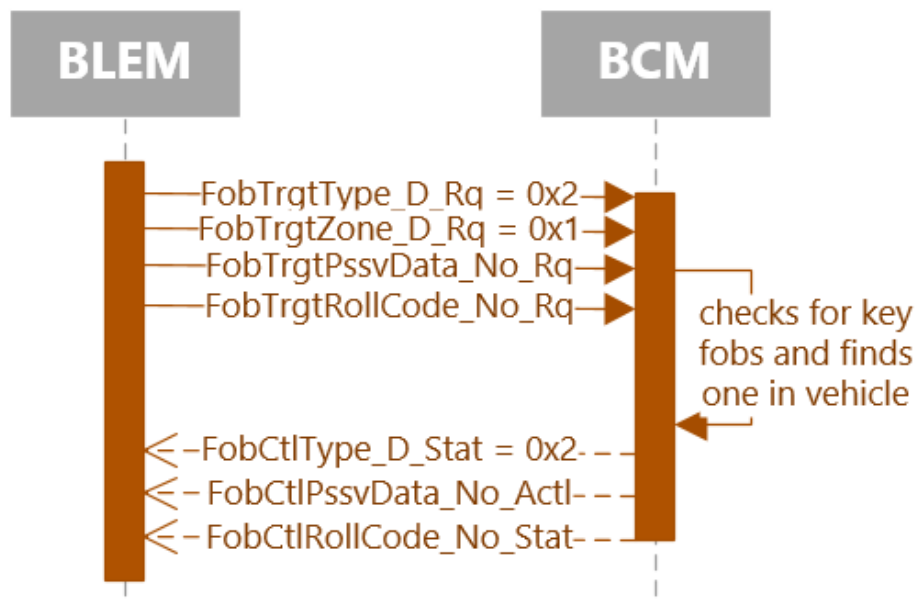 BLEM
BCM
FobTrgtType_D_Rq = 0x2
FobTrgtZone_D_Rq = 0x1
FobTrgtPssvData_No_Rq
FobTrgtRollCode_No_Rq
checks for key
fobs and finds
one in vehicle
FobCtlType_D_Stat = 0x2
FobCtlPssvData_No_Actl
FobCtlRollCode_No_Stat